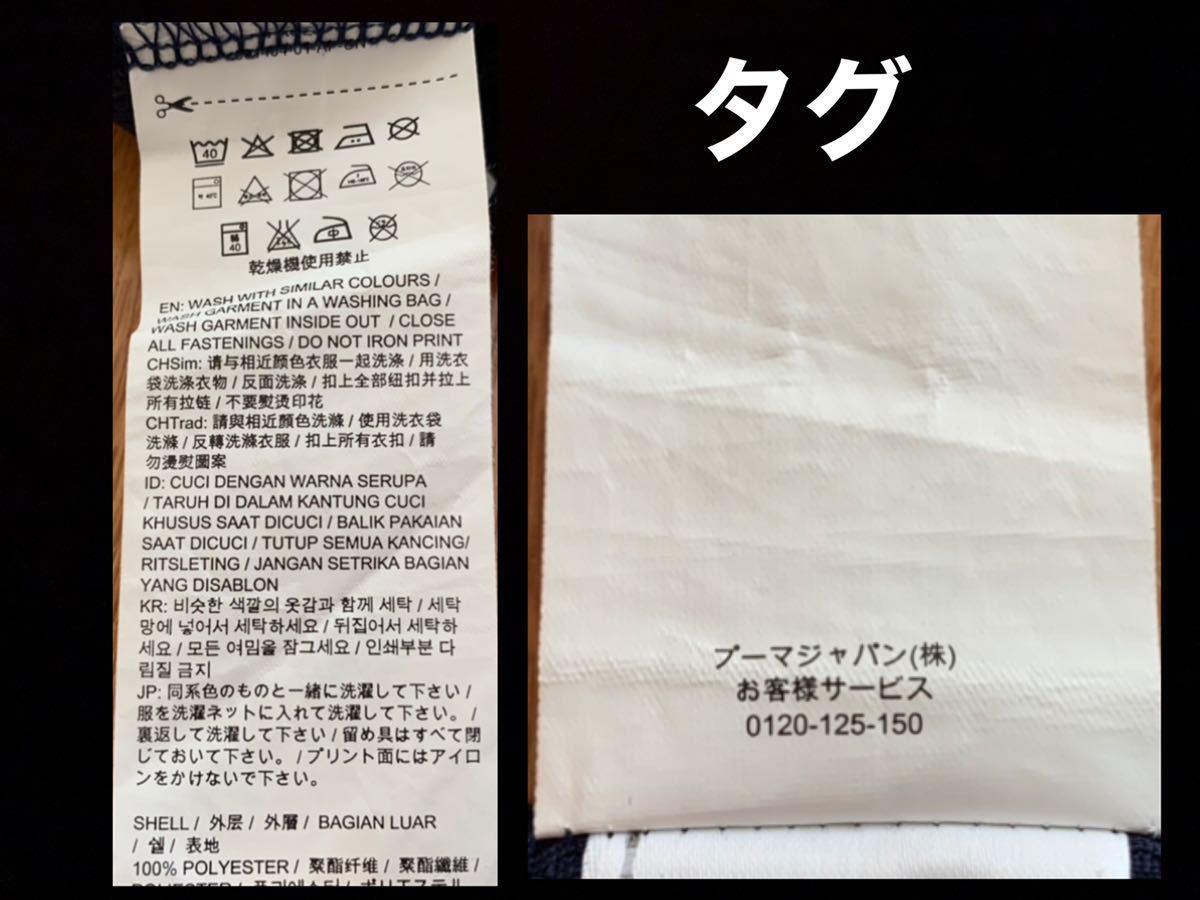 タグ
40
40
中
乾燥機使用禁止
EN: WASH WITH SIMILAR COLOURS /
WASH GARMENT IN A WASHING BAG /
WASH GARMENT INSIDE OUT / CLOSE
ALL FASTENINGS / DO NOT IRON PRINT
CHSim: 请与相近颜色衣服一起洗涤 / 用洗衣
袋洗涤衣物 / 反面洗涤 / 扣上全部纽扣并拉上
所有拉链 / 不要熨烫印花
CHTrad: 請與相近顏色洗滌 / 使用洗衣袋
洗滌 / 反轉洗滌衣服 / 扣上所有衣扣 / 請
勿燙熨圖案
ID: CUCI DENGAN WARNA SERUPA
/ TARUH DI DALAM KANTUNG CUCI
KHUSUS SAAT DICUCI / BALIK PAKAIAN
SAAT DICUCI / TUTUP SEMUA KANCING/
RITSLETING / JANGAN SETRIKA BAGIAN
YANG DISABLON
KR: 비슷한 색깔의 옷감과 함께 세탁 / 세탁
망에 넣어서 세탁하세요 / 뒤집어서 세탁하
세요 / 모든 여밈을 잠그세요 / 인쇄부분 다
림질 금지
JP: 同系色のものと一緒に洗濯して下さい /
服を洗濯ネットに入れて洗濯して下さい。 /
裏返して洗濯して下さい / 留め具はすべて閉
じておいて下さい。 / プリント面にはアイロ
ンをかけないで下さい。
SHELL / 外层 / 外層 / BAGIAN LUAR
/ 쉘 / 表地
100% POLYESTER / 聚酯纤维 / 聚酯纖維 /
POLYESTER / 폴리에스터 / ポリエステル
プーマジャパン(株)
お客様サービス
0120-125-150